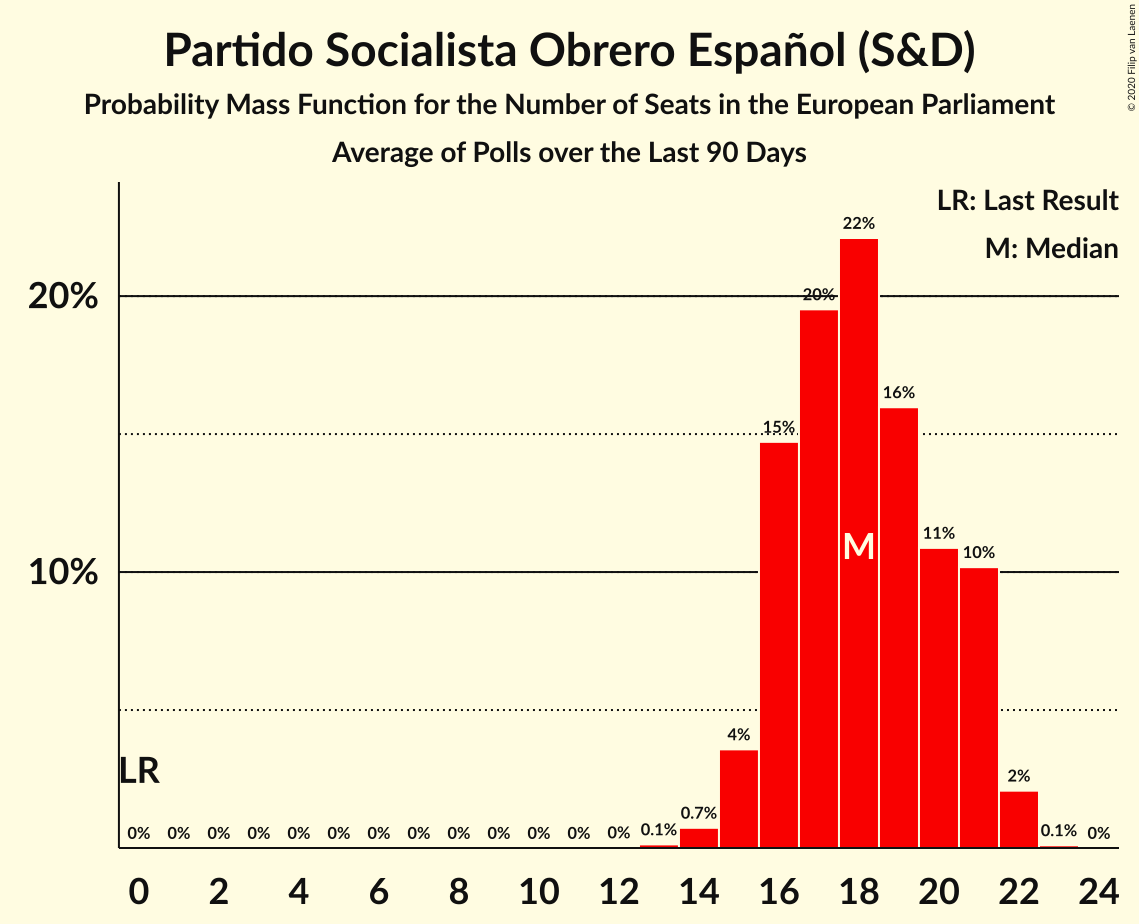 Partido Socialista Obrero Español (S&D)
Probability Mass Function for the Number of Seats in the European Parliament
Average of Polls over the Last 90 Days
© 2020 Filip van Laenen
LR: Last Result
M: Median
20%
10%
22%
20%
16%
15%
11%
10%
M
4%
2%
LR
0% 0% 0% 0% 0% 0% 0% 0% 0% 0% 0% 0% 0% 0.1% 0.7% 0.1% 0%
0 2 4 6 8 10 12 14 16 18 20 22 24